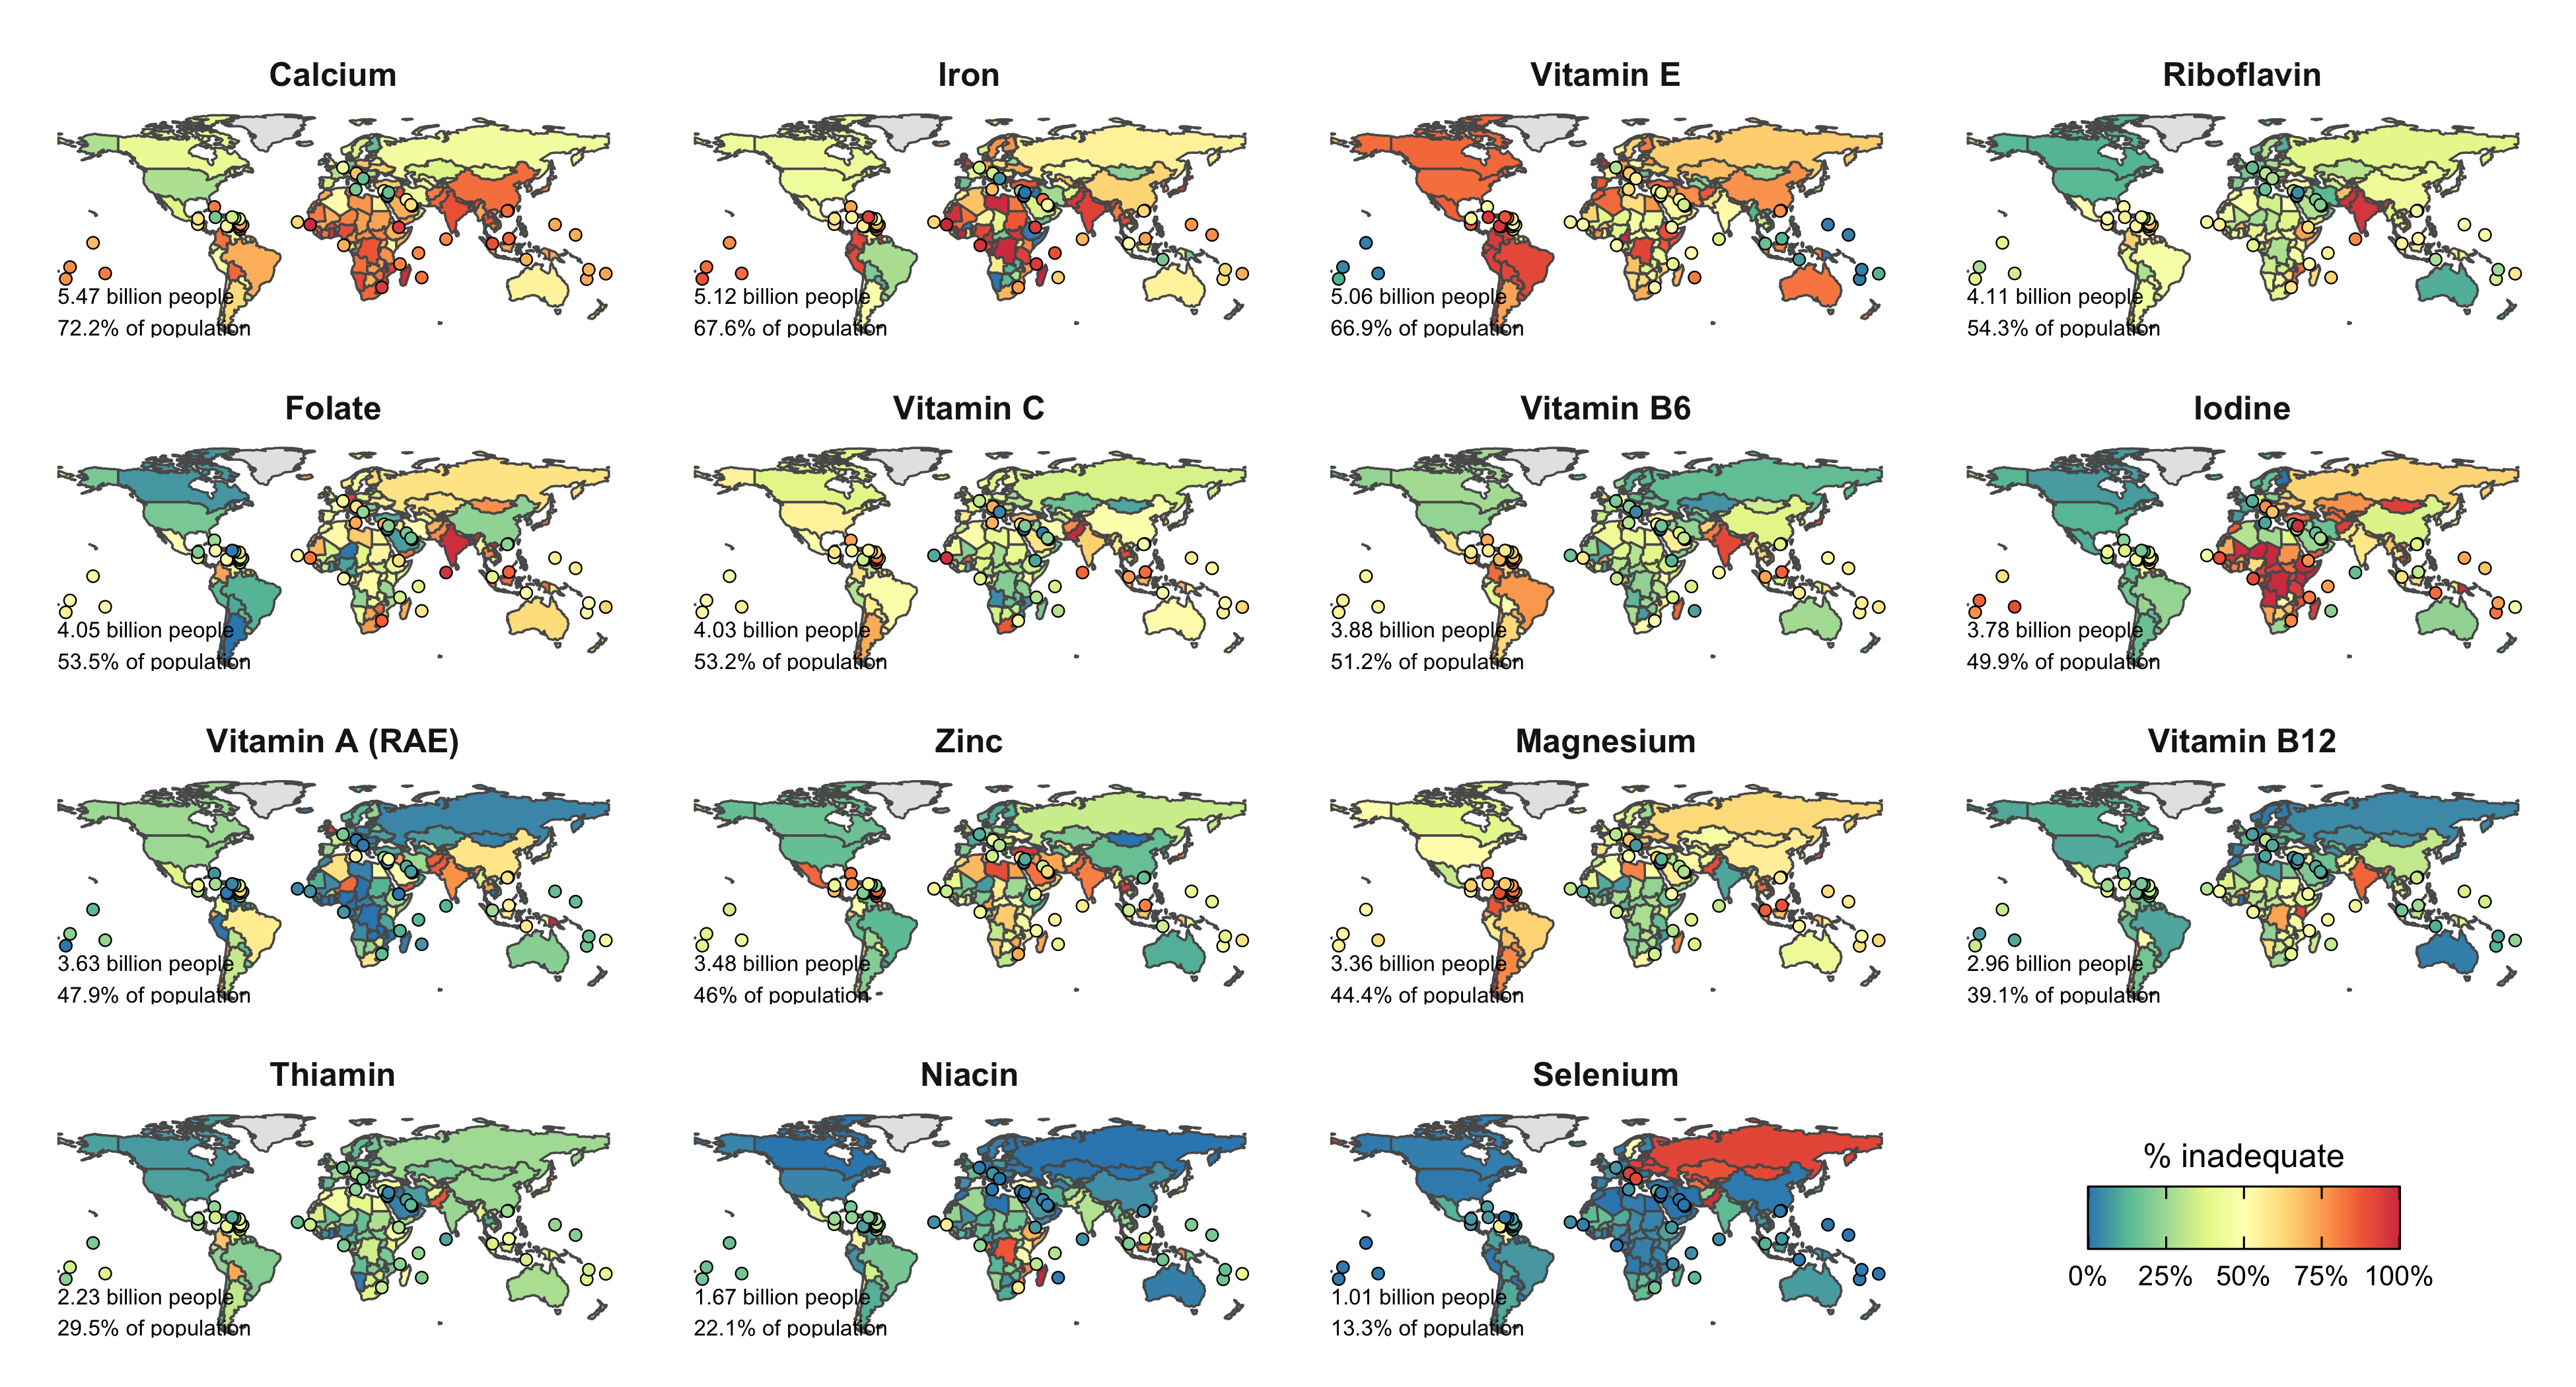 Calcium
5.47 billion people
72.2% of population
Iron
5.12 billion people
67.6% of population
Vitamin E
5.06 billion people
66.9% of population
Riboflavin
4.11 billion people
54.3% of population
Folate
4.05 billion people
53.5% of population
Vitamin C
4.03 billion people
53.2% of population
Vitamin B6
3.88 billion people
51.2% of population
Iodine
3.78 billion people
49.9% of population
Vitamin A (RAE)
3.63 billion people
47.9% of population
Zinc
3.48 billion people
46% of population
Magnesium
3.36 billion people
44.4% of population
Vitamin B12
2.96 billion people
39.1% of population
Thiamin
2.23 billion people
29.5% of population
Niacin
1.67 billion people
22.1% of population
Selenium
1.01 billion people
13.3% of population
% inadequate
0% 25% 50% 75% 100%